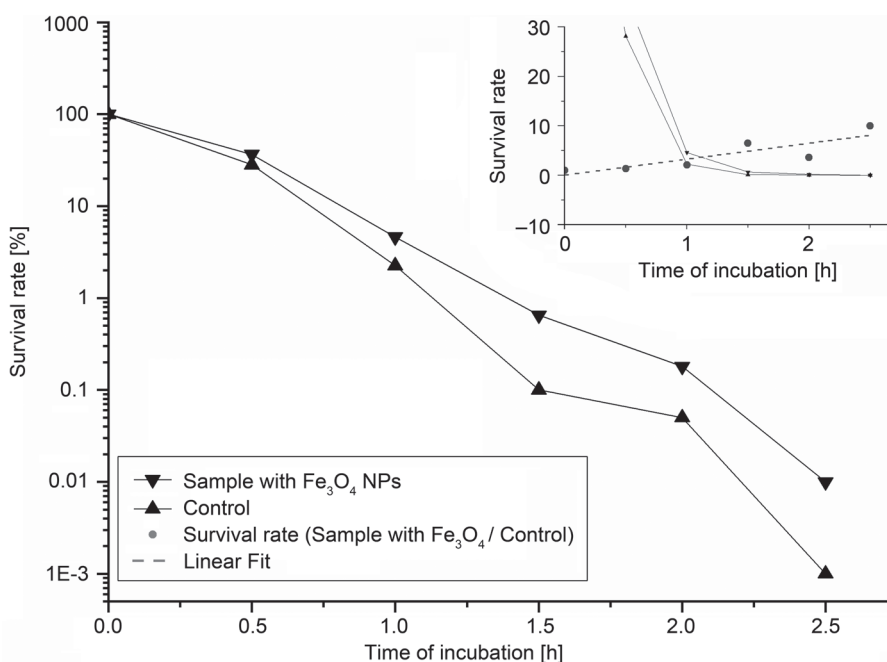 1000
100
10
1
0.1
0.01
1E-3
Survival rate [%]
0.0
0.5
1.0
1.5
2.0
2.5
Time of incubation [h]
Sample with Fe₃O₄ NPs
Control
Survival rate (Sample with Fe₃O₄ / Control)
Linear Fit
30
20
10
0
–10
Survival rate
0
1
2
Time of incubation [h]